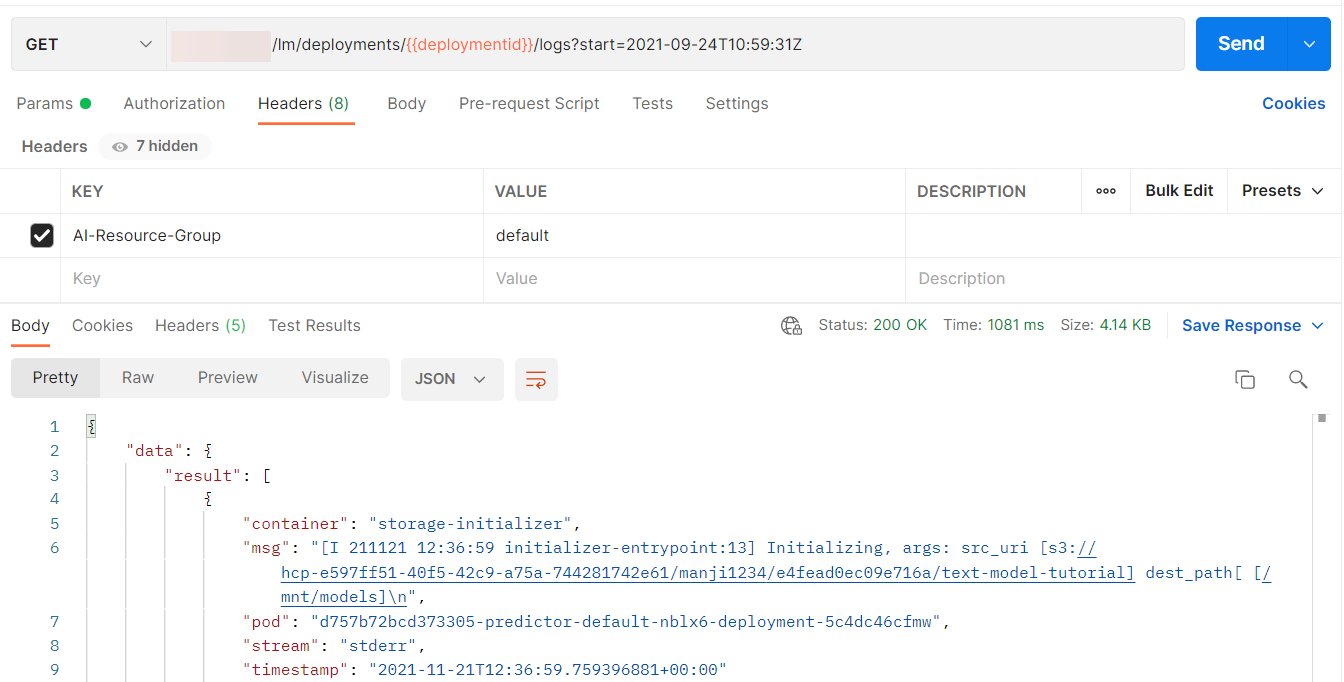 GET /lm/deployments/{{deploymentid}}/logs?start=2021-09-24T10:59:31Z Send
Params Authorization Headers (8) Body Pre-request Script Tests Settings Cookies
Headers 7 hidden
KEY VALUE DESCRIPTION ooo Bulk Edit Presets
AI-Resource-Group default
Key Value Description
Body Cookies Headers (5) Test Results Status: 200 OK Time: 1081 ms Size: 4.14 KB Save Response
Pretty Raw Preview Visualize JSON
1 {
2 "data": {
3 "result": [
4 {
5 "container": "storage-initializer",
6 "msg": "[I 211121 12:36:59 initializer-entrypoint:13] Initializing, args: src_uri [s3://
hcp-e597ff51-40f5-42c9-a75a-744281742e61/manji1234/e4fead0ec09e716a/text-model-tutorial] dest_path[ [/
mnt/models]\n",
7 "pod": "d757b72bcd373305-predictor-default-nblx6-deployment-5c4dc46cfmw",
8 "stream": "stderr",
9 "timestamp": "2021-11-21T12:36:59.759396881+00:00"